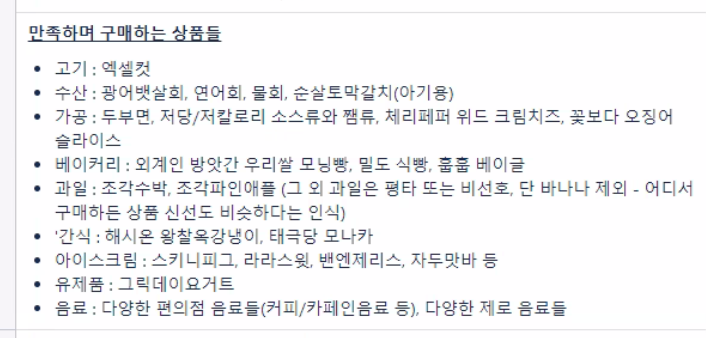 만족하며 구매하는 상품들
• 고기 : 엑셀컷
• 수산 : 광어뱃살회, 연어회, 물회, 순살토막갈치(아기용)
• 가공 : 두부면, 저당/저칼로리 소스류와 쨈류, 체리페퍼 위드 크림치즈, 꽃보다 오징어
슬라이스
• 베이커리 : 외계인 방앗간 우리쌀 모닝빵, 밀도 식빵, 훕훕 베이글
• 과일 : 조각수박, 조각파인애플 (그 외 과일은 평타 또는 비선호, 단 바나나 제외 - 어디서
구매하든 상품 신선도 비슷하다는 인식)
• '간식 : 해시온 왕찰옥강냉이, 태극당 모나카
• 아이스크림 : 스키니피그, 라라스윗, 밴엔제리스, 자두맛바 등
• 유제품 : 그릭데이요거트
• 음료 : 다양한 편의점 음료들(커피/카페인음료 등), 다양한 제로 음료들